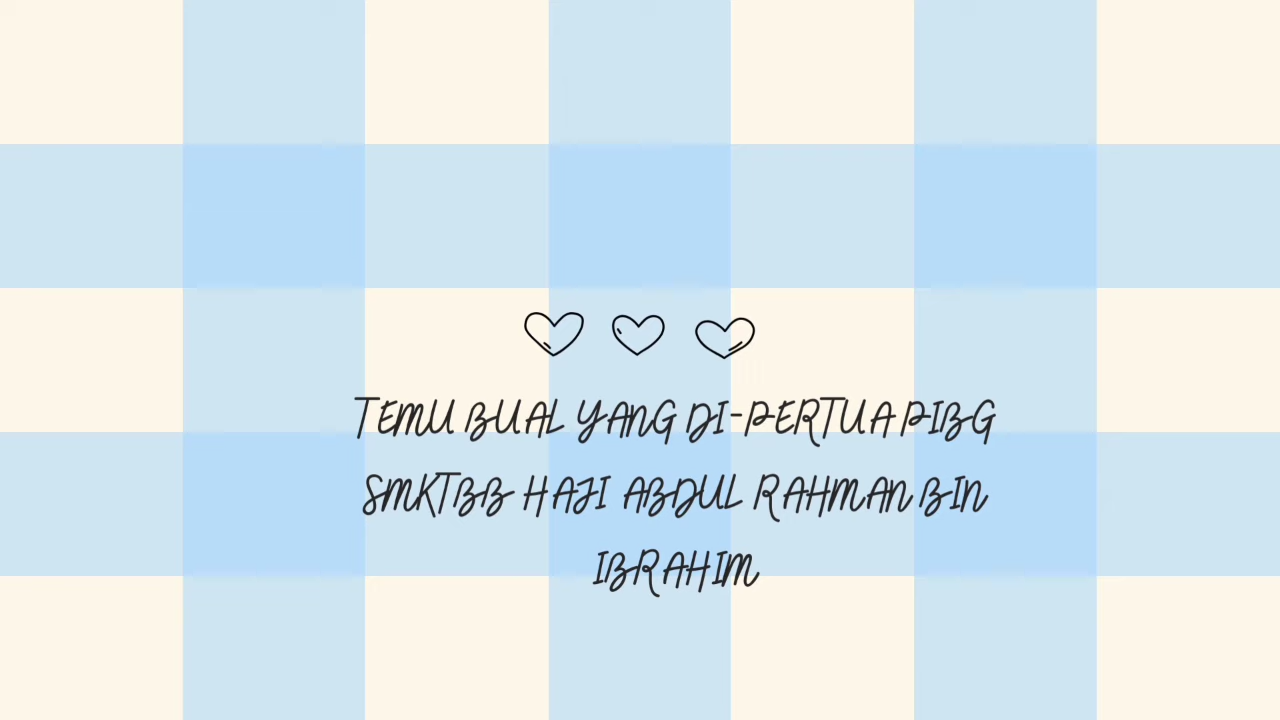 TEMU BUAL YANG DI-PERTUA PIBG
SMKTBB HAJI ABDUL RAHMAN BIN
IBRAHIM